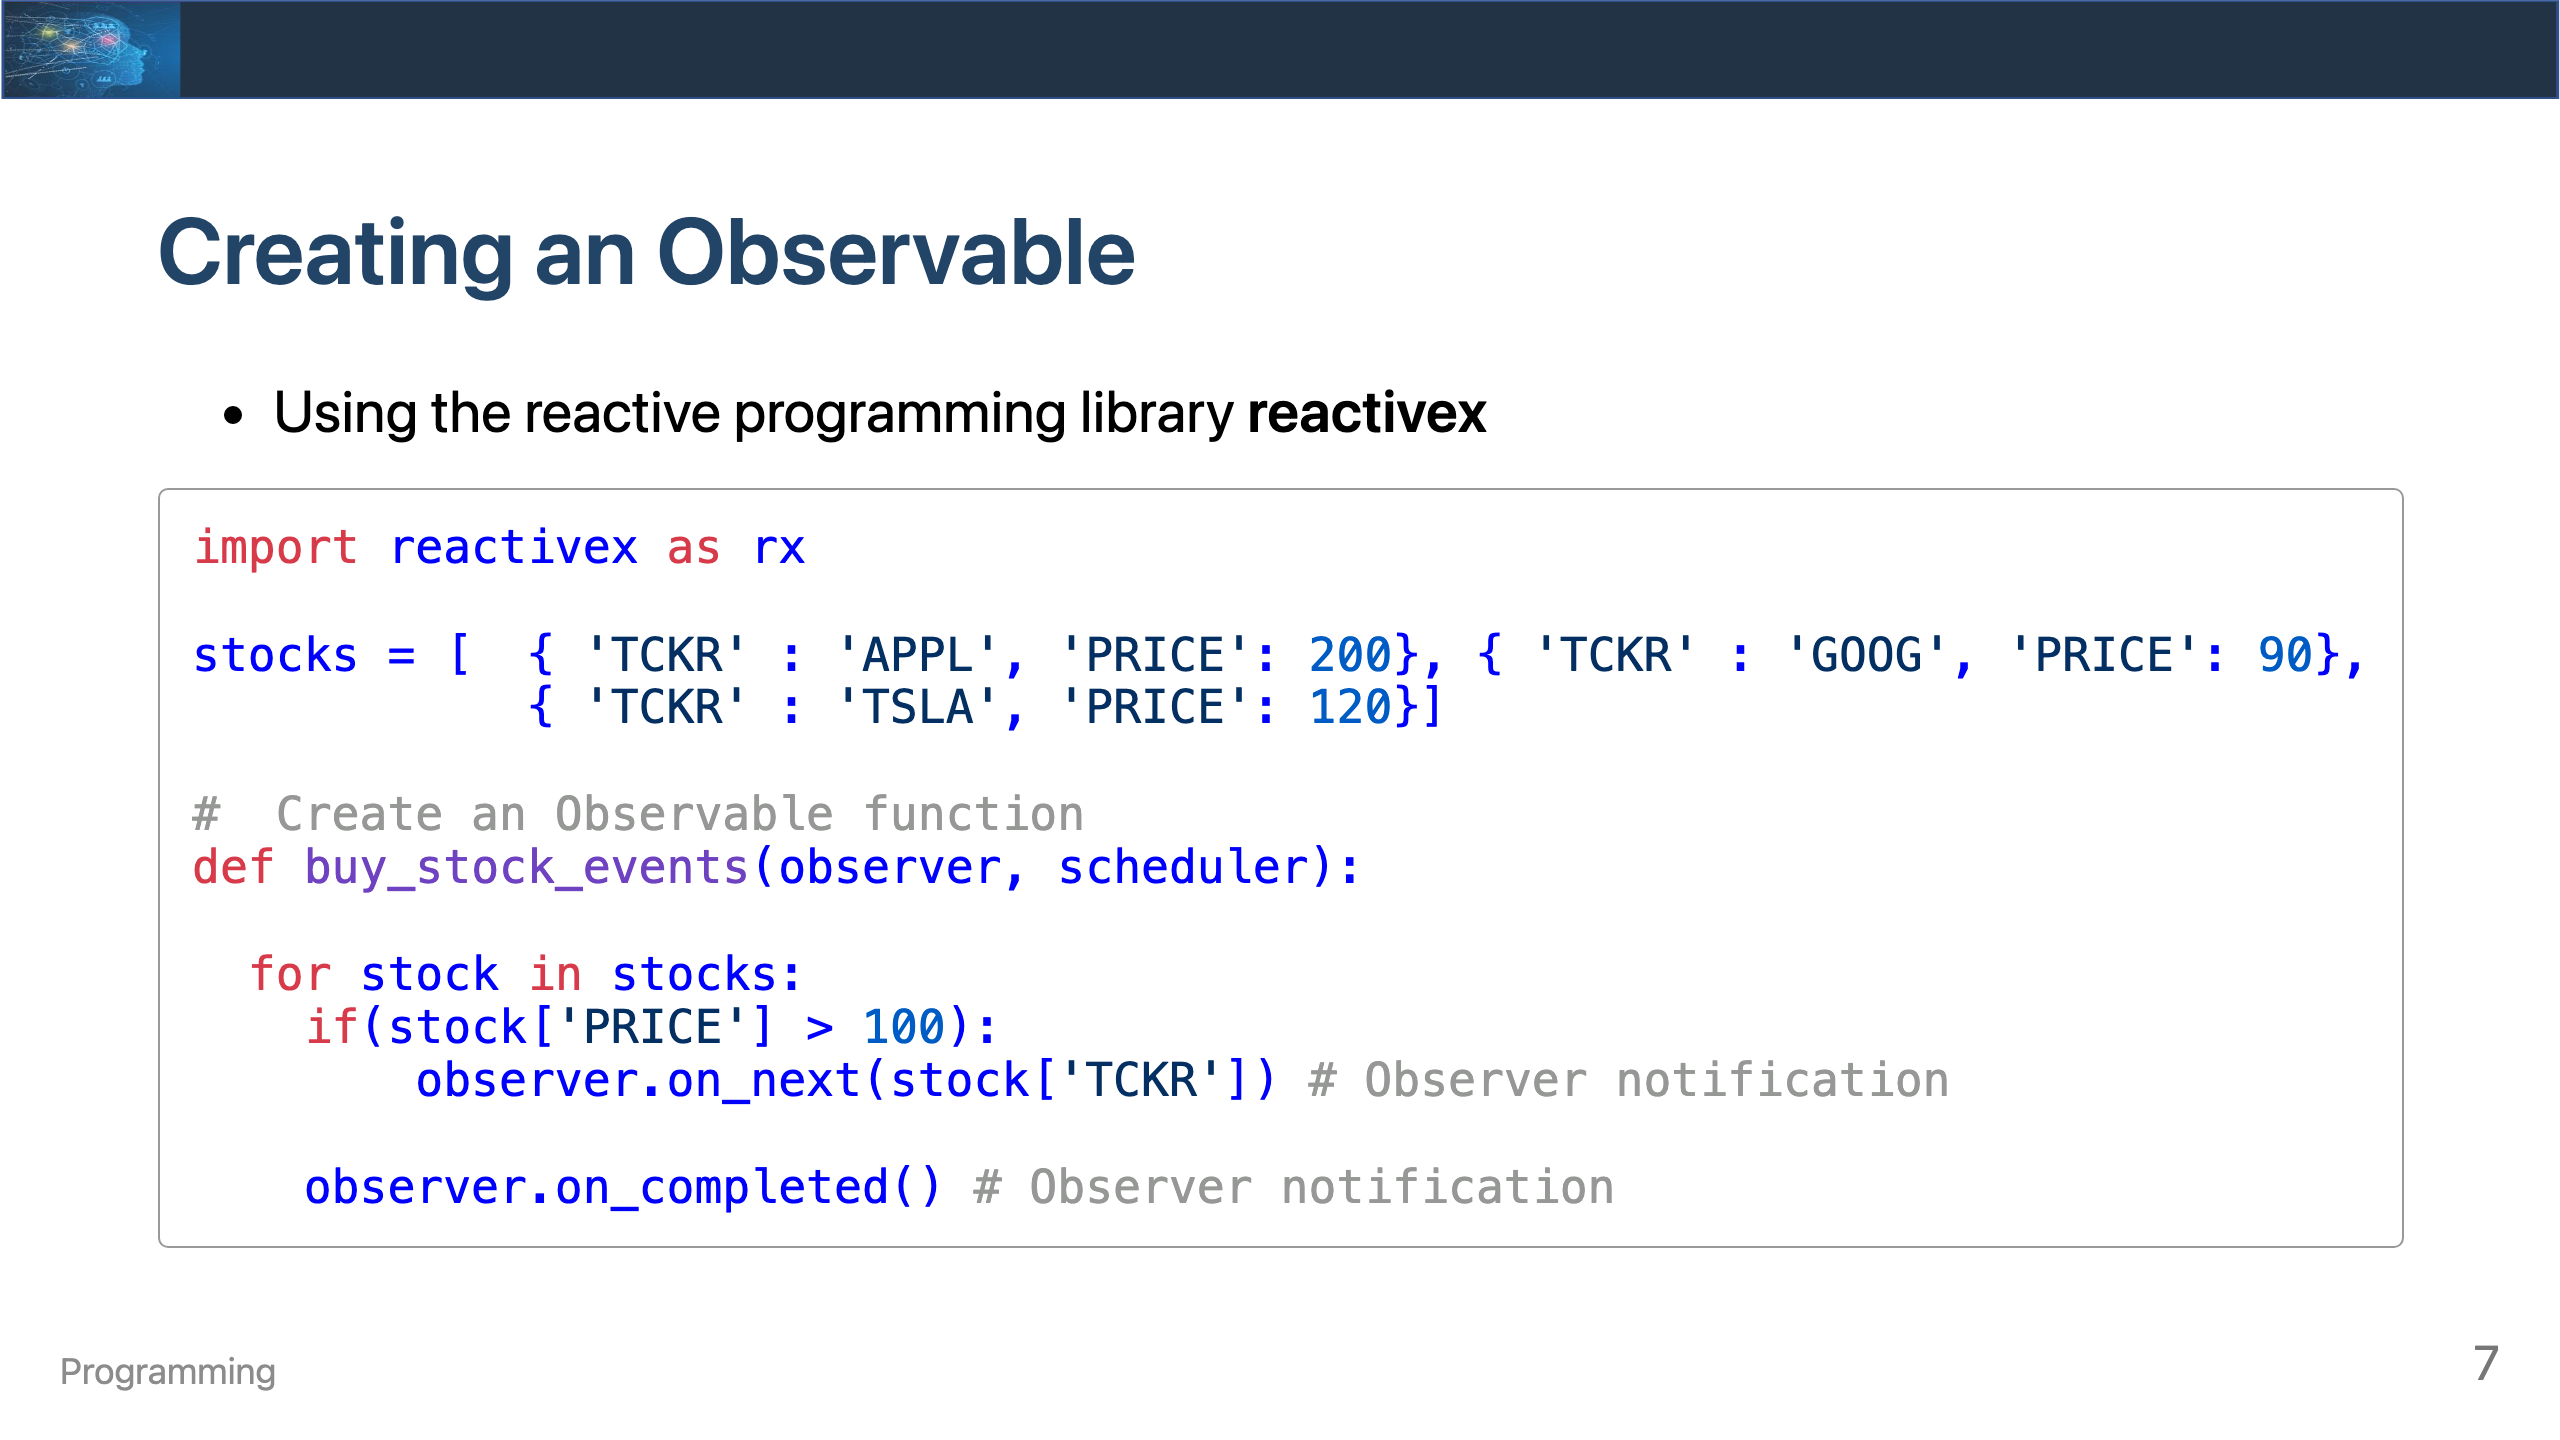 Creating an Observable
• Using the reactive programming library reactivex
import reactivex as rx
stocks = [  { 'TCKR' : 'APPL', 'PRICE': 200}, { 'TCKR' : 'GOOG', 'PRICE': 90},
            { 'TCKR' : 'TSLA', 'PRICE': 120}]
#  Create an Observable function
def buy_stock_events(observer, scheduler):
  for stock in stocks:
    if(stock['PRICE'] > 100):
        observer.on_next(stock['TCKR']) # Observer notification
    observer.on_completed() # Observer notification
Programming
7